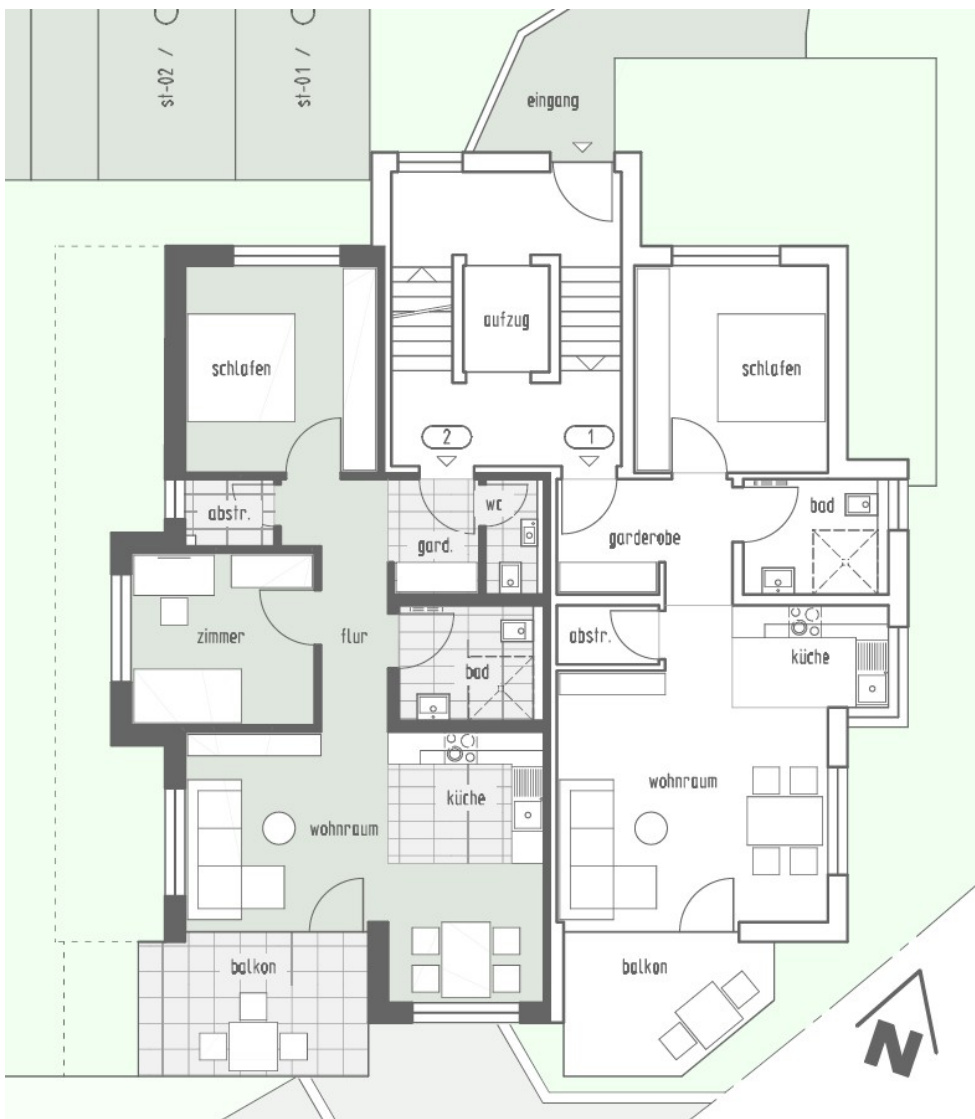 st-02 /
st-01 /
eingang
aufzug
schlafen
schlafen
2
1
abstr.
wc
gard.
bad
garderobe
zimmer
flur
abstr.
bad
küche
küche
wohnraum
wohnraum
balkon
balkon
N